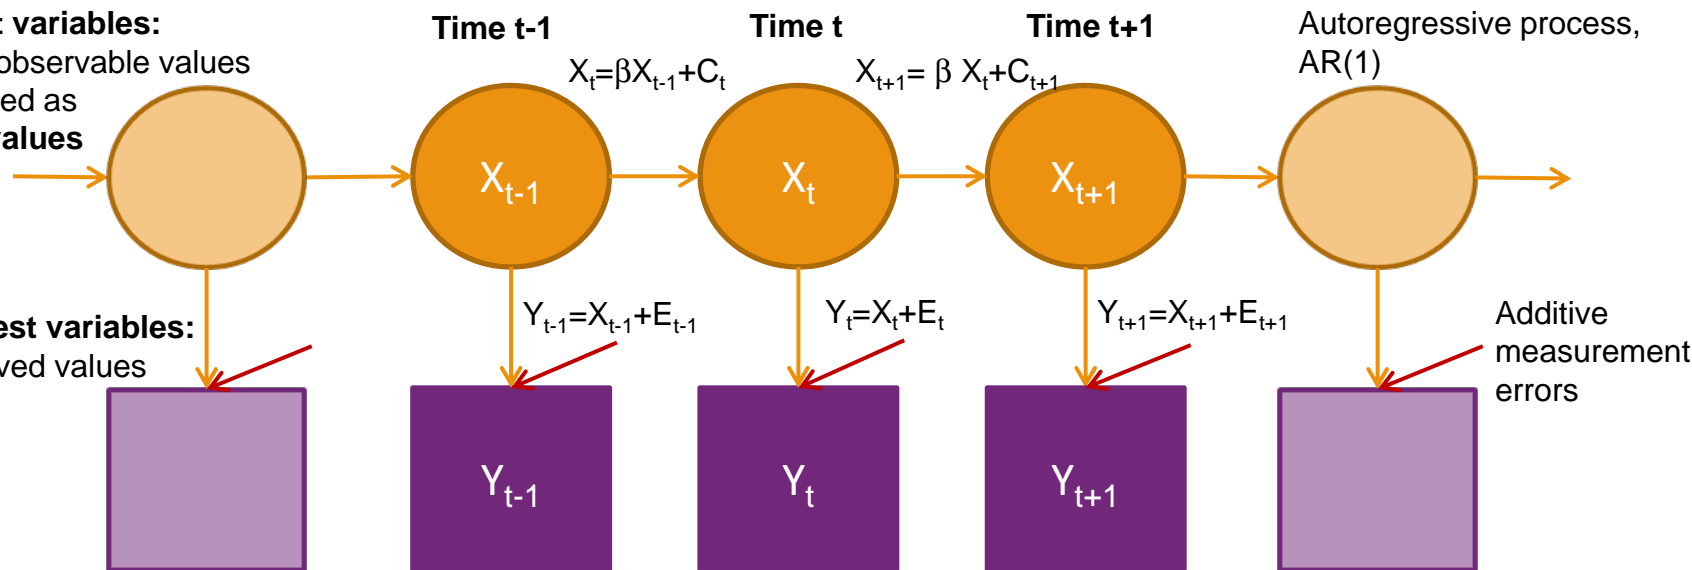 t variables:
observable values
ed as
values
Time t-1
Time t
Time t+1
Autoregressive process,
AR(1)
Xₜ=βXₜ₋₁+Cₜ
Xₜ₊₁= β Xₜ+Cₜ₊₁
Xₜ₋₁
Xₜ
Xₜ₊₁
est variables:
ved values
Yₜ₋₁=Xₜ₋₁+Eₜ₋₁
Yₜ=Xₜ+Eₜ
Yₜ₊₁=Xₜ₊₁+Eₜ₊₁
Additive
measurement
errors
Yₜ₋₁
Yₜ
Yₜ₊₁